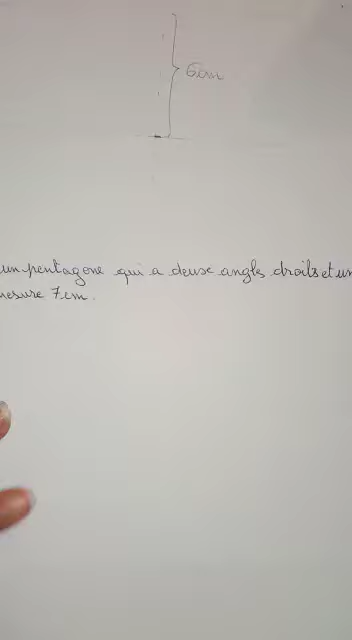 6cm
un pentagone qui a deux angles droits et un
mesure 7cm.